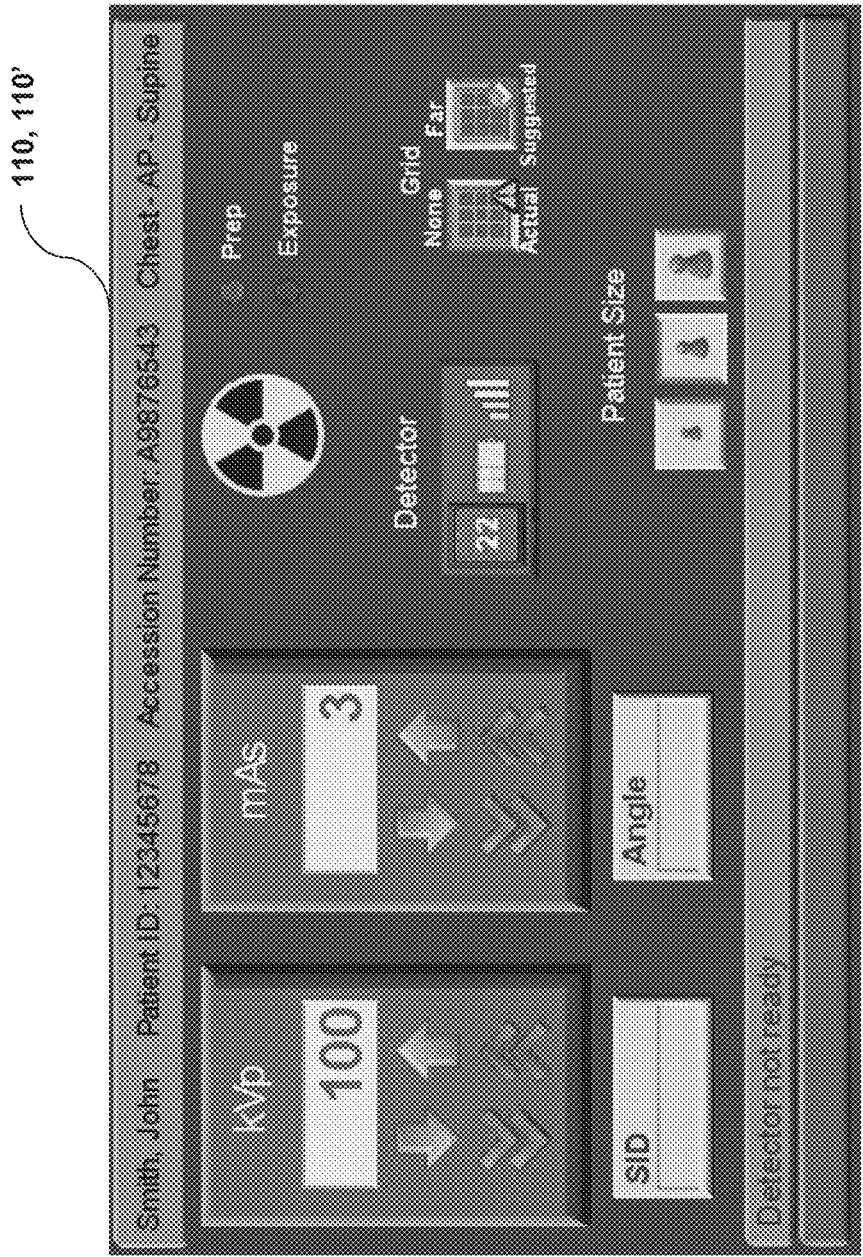 110, 110'
Smith, John Patient ID: 12345678 Accession Number: A9876543 Chest - AP - Supine
kVp
100
mAs
3
Prep
Exposure
Detector
22
Grid
None Far
Actual Suggested
SID
Angle
Patient Size
Detector not ready